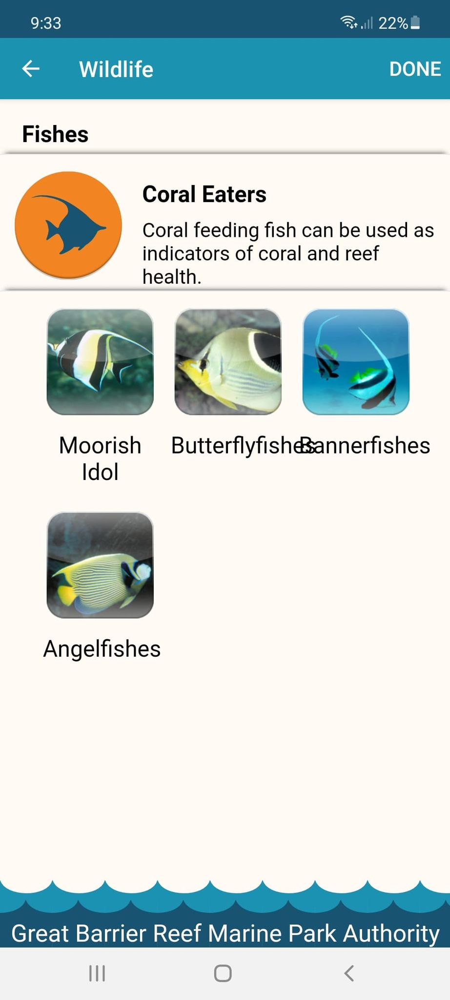 9:33
22%
Wildlife
DONE
Fishes
Coral Eaters
Coral feeding fish can be used as
indicators of coral and reef
health.
Moorish
Idol
Butterflyfishes
Bannerfishes
Angelfishes
Great Barrier Reef Marine Park Authority